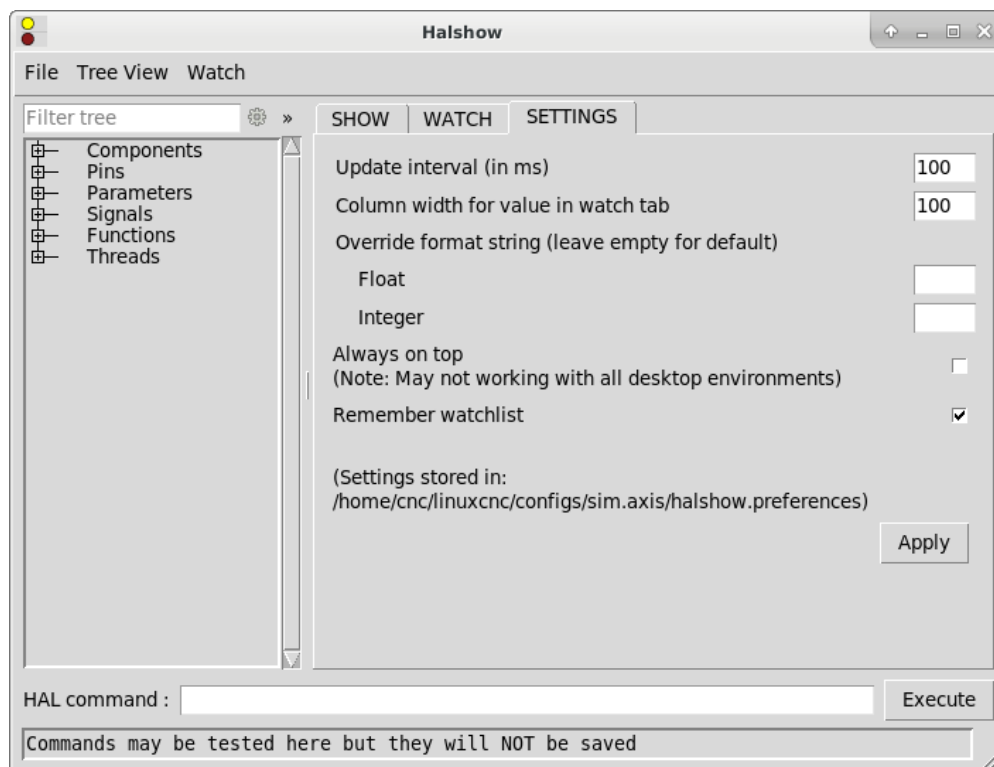 Halshow
File Tree View Watch
Filter tree »
SHOW WATCH SETTINGS
Components
Pins
Parameters
Signals
Functions
Threads
Update interval (in ms) 100
Column width for value in watch tab 100
Override format string (leave empty for default)
Float
Integer
Always on top
(Note: May not working with all desktop environments)
Remember watchlist
(Settings stored in:
/home/cnc/linuxcnc/configs/sim.axis/halshow.preferences)
Apply
HAL command : Execute
Commands may be tested here but they will NOT be saved